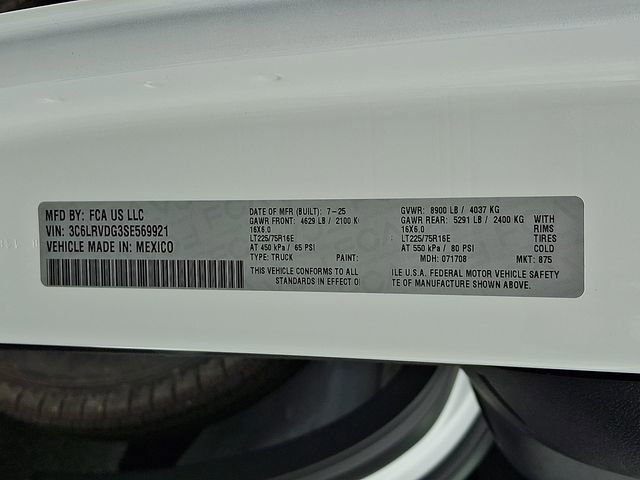 MFD BY: FCA US LLC
VIN: 3C6LRVDG3SE569921
VEHICLE MADE IN: MEXICO
DATE OF MFR (BUILT): 7-25
GAWR FRONT: 4629 LB / 2100 K
16X6.0
LT225/75R16E
AT 450 kPa / 65 PSI
TYPE: TRUCK PAINT:
THIS VEHICLE CONFORMS TO ALL
STANDARDS IN EFFECT O
GVWR: 8900 LB / 4037 KG
GAWR REAR: 5291 LB / 2400 KG WITH
16X6.0 RIMS
LT225/75R16E TIRES
AT 550 kPa / 80 PSI COLD
MDH: 071708 MKT: 875
ILE U.S.A. FEDERAL MOTOR VEHICLE SAFETY
TE OF MANUFACTURE SHOWN ABOVE.